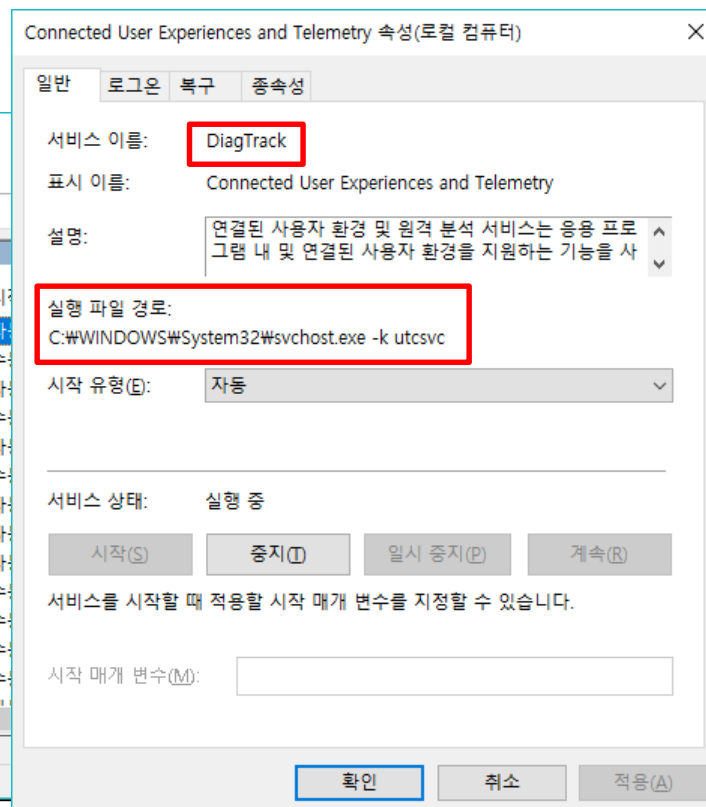 Connected User Experiences and Telemetry 속성(로컬 컴퓨터)
일반 로그온 복구 종속성
서비스 이름: DiagTrack
표시 이름: Connected User Experiences and Telemetry
설명: 연결된 사용자 환경 및 원격 분석 서비스는 응용 프로
그램 내 및 연결된 사용자 환경을 지원하는 기능을 사
실행 파일 경로:
C:₩WINDOWS₩System32₩svchost.exe -k utcsvc
시작 유형(E): 자동
서비스 상태: 실행 중
시작(S) 중지(T) 일시 중지(P) 계속(R)
서비스를 시작할 때 적용할 시작 매개 변수를 지정할 수 있습니다.
시작 매개 변수(M):
확인 취소 적용(A)